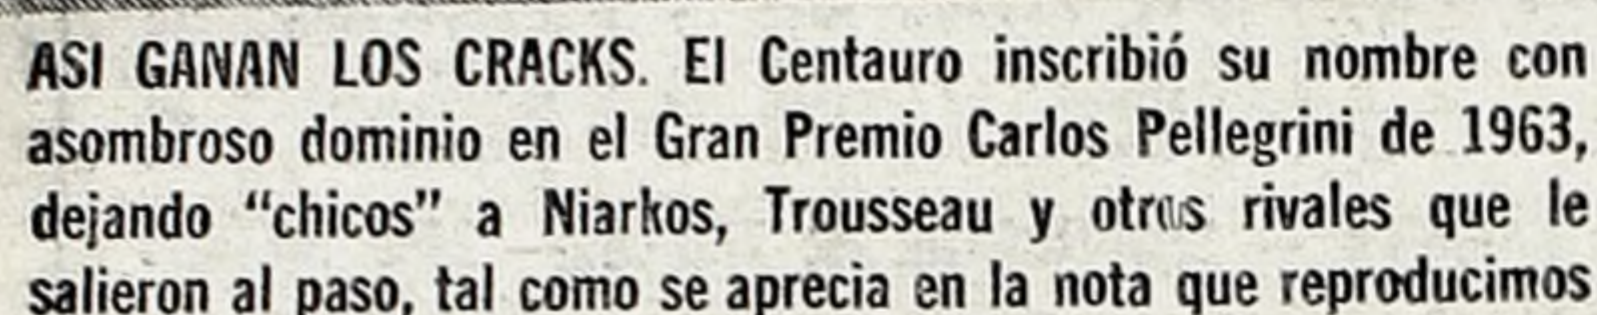 ASI GANAN LOS CRACKS. El Centauro inscribió su nombre con
asombroso dominio en el Gran Premio Carlos Pellegrini de 1963,
dejando “chicos” a Niarkos, Trousseau y otros rivales que le
salieron al paso, tal como se aprecia en la nota que reproducimos